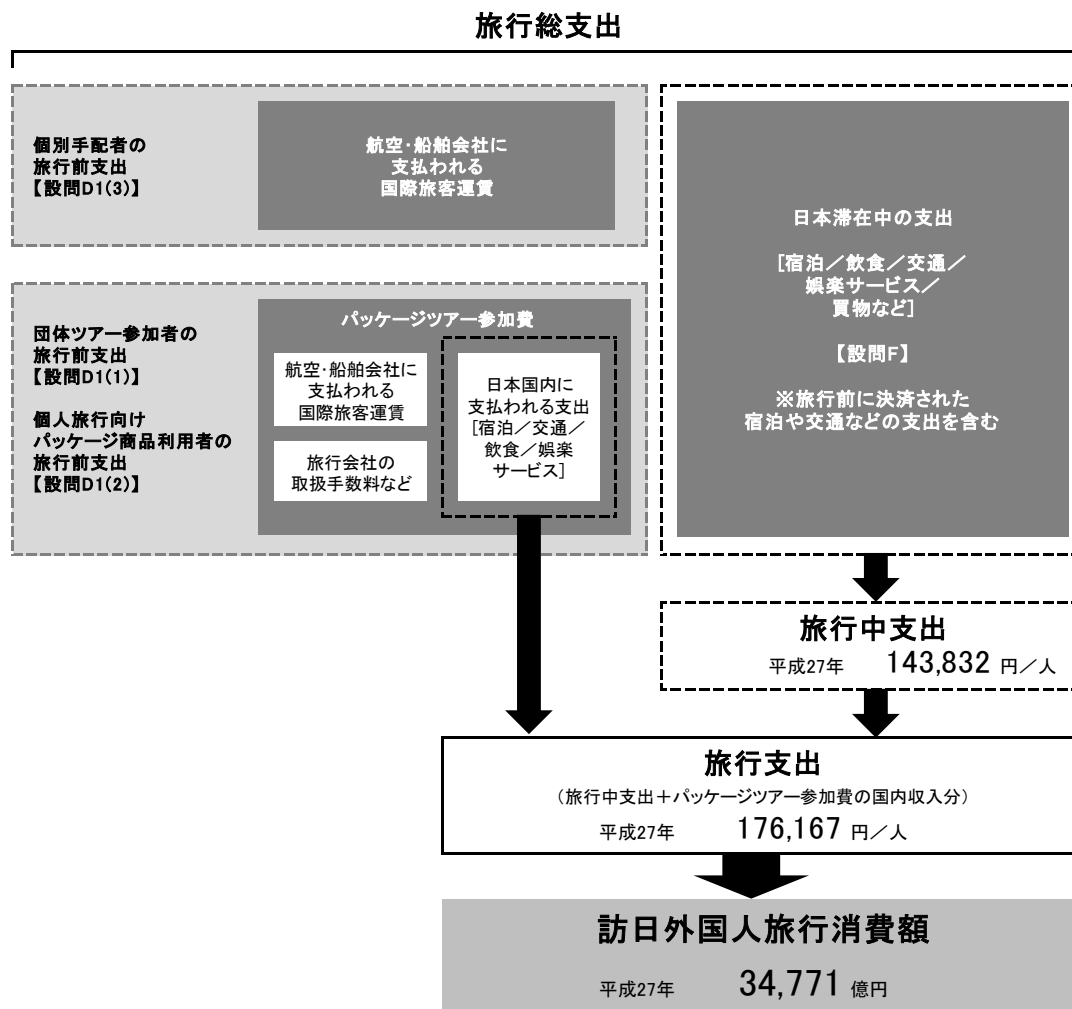 旅行総支出
個別手配者の
旅行前支出
【設問D1(3)】
航空・船舶会社に
支払われる
国際旅客運賃
団体ツアー参加者の
旅行前支出
【設問D1(1)】
個人旅行向け
パッケージ商品利用者の
旅行前支出
【設問D1(2)】
パッケージツアー参加費
航空・船舶会社に
支払われる
国際旅客運賃
旅行会社の
取扱手数料など
日本国内に
支払われる支出
[宿泊／交通／
飲食／娯楽
サービス]
日本滞在中の支出
[宿泊／飲食／交通／
娯楽サービス／
買物など]
【設問F】
※旅行前に決済された
宿泊や交通などの支出を含む
旅行中支出
平成27年 143,832 円／人
旅行支出
（旅行中支出＋パッケージツアー参加費の国内収入分）
平成27年 176,167 円／人
訪日外国人旅行消費額
平成27年 34,771 億円